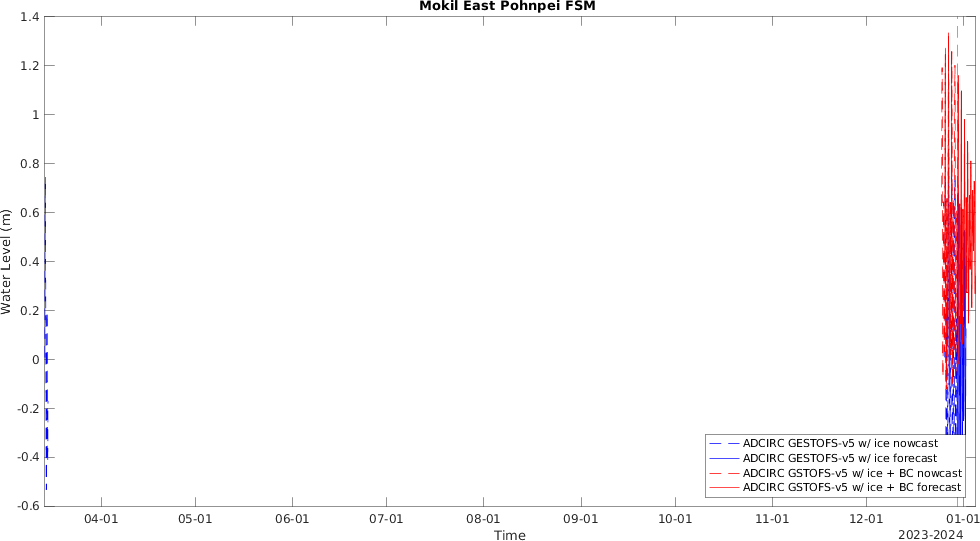 Mokil East Pohnpei FSM
1.4
1.2
1
0.8
0.6
0.4
0.2
0
-0.2
-0.4
-0.6
Water Level (m)
ADCIRC GESTOFS-v5 w/ ice nowcast
ADCIRC GESTOFS-v5 w/ ice forecast
ADCIRC GSTOFS-v5 w/ ice + BC nowcast
ADCIRC GSTOFS-v5 w/ ice + BC forecast
04-01 05-01 06-01 07-01 08-01 09-01 10-01 11-01 12-01 01-01
Time
2023-2024